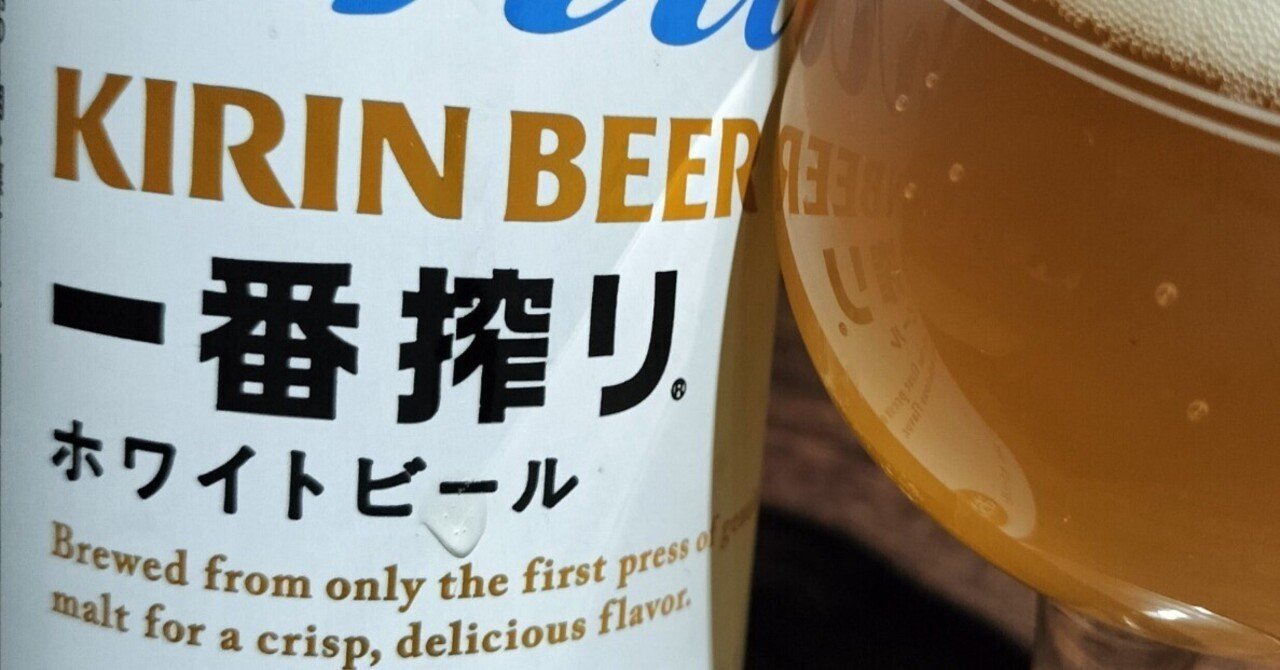 KIRIN BEER
一番搾り®
ホワイトビール
Brewed from only the first press of
malt for a crisp, delicious flavor.